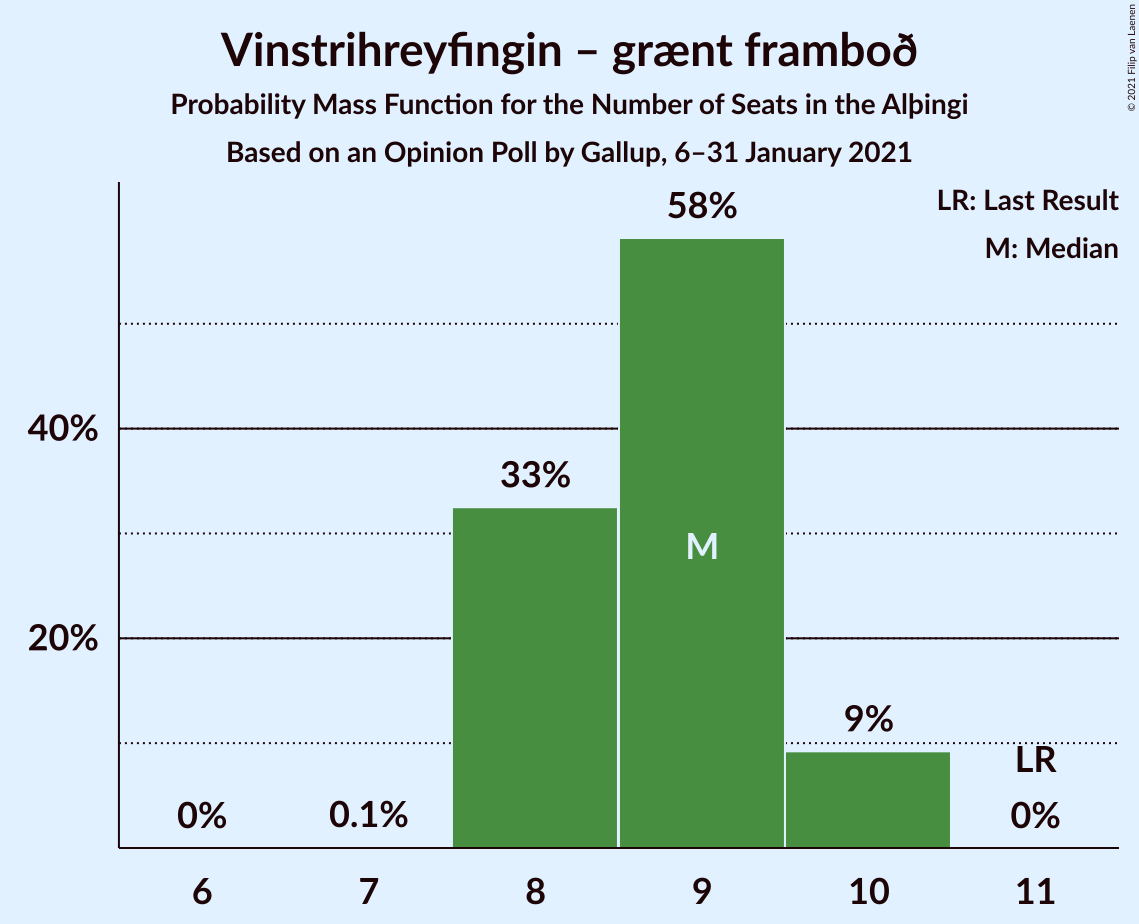 Vinstrihreyfingin – grænt framboð
Probability Mass Function for the Number of Seats in the Alþingi
Based on an Opinion Poll by Gallup, 6–31 January 2021
© 2021 Filip van Laenen
LR: Last Result
M: Median
58%
40%
33%
M
20%
9%
LR
0%
0.1%
0%
6
7
8
9
10
11